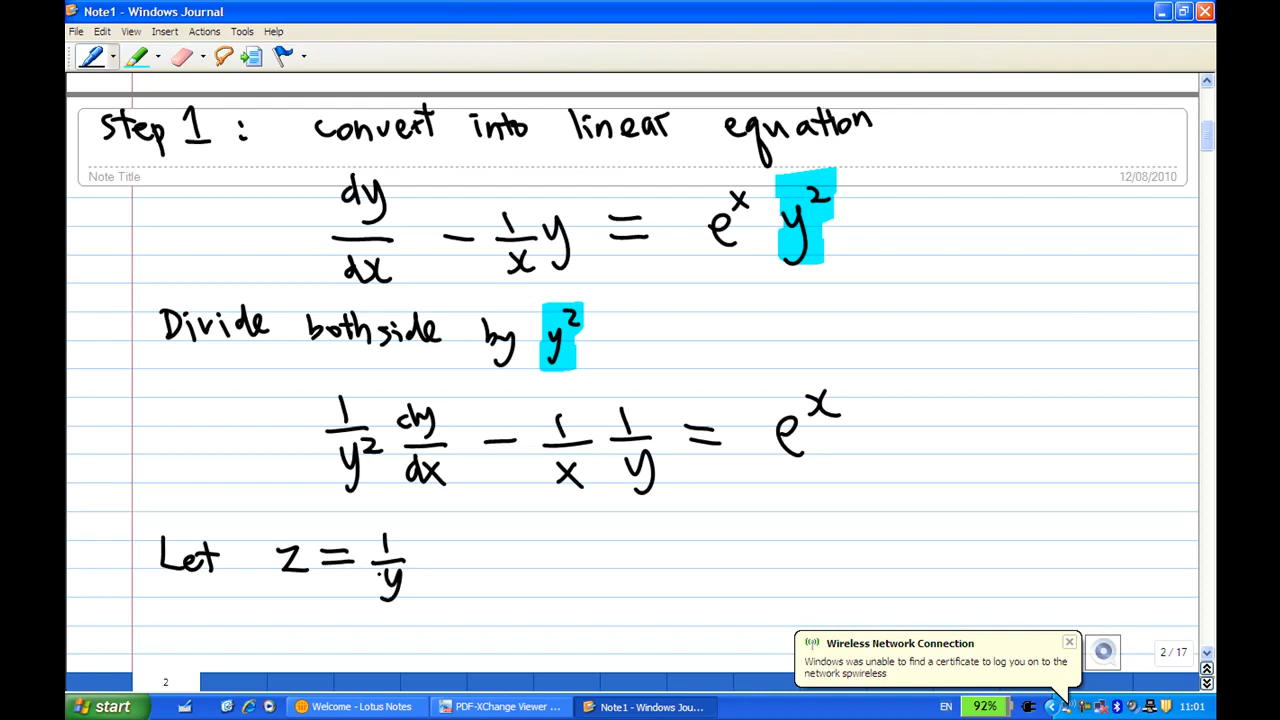 Note1 - Windows Journal
File Edit View Insert Actions Tools Help
step 1 : convert into linear equation
Note Title 12/08/2010
dy/dx - 1/x y = e^x y^2
Divide bothside by y^2
1/y^2 dy/dx - 1/x 1/y = e^x
Let z = 1/y
Wireless Network Connection
Windows was unable to find a certificate to log you on to the
network spwireless
2 / 17
2
start Welcome - Lotus Notes PDF-XChange Viewer ... Note1 - Windows Jou... EN 92% 11:01